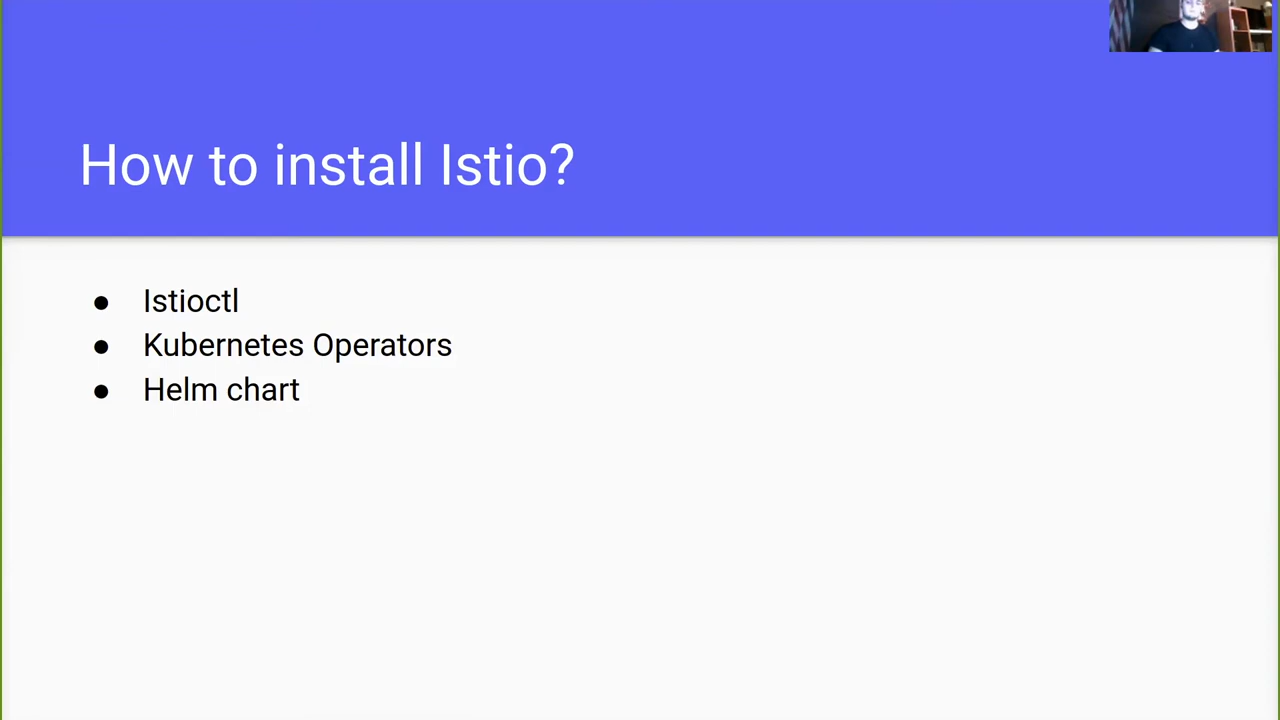 How to install Istio?
● Istioctl
● Kubernetes Operators
● Helm chart